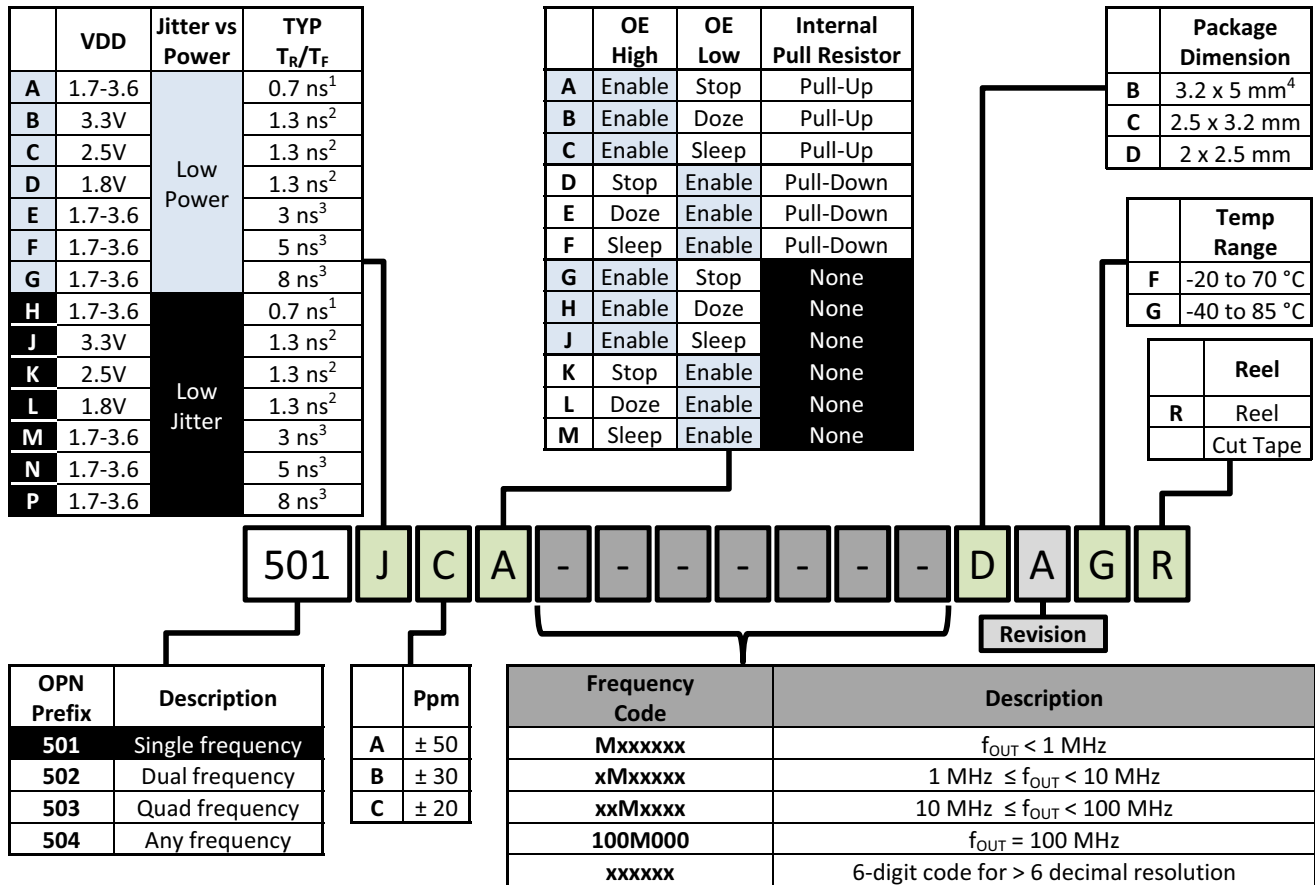 VDD Jitter vs Power TYP T_R/T_F
A 1.7-3.6 0.7 ns¹
B 3.3V 1.3 ns²
C 2.5V 1.3 ns²
D 1.8V 1.3 ns²
E 1.7-3.6 3 ns³
F 1.7-3.6 5 ns³
G 1.7-3.6 8 ns³
Low Power
H 1.7-3.6 0.7 ns¹
J 3.3V 1.3 ns²
K 2.5V 1.3 ns²
L 1.8V 1.3 ns²
M 1.7-3.6 3 ns³
N 1.7-3.6 5 ns³
P 1.7-3.6 8 ns³
Low Jitter
OE High OE Low Internal Pull Resistor
A Enable Stop Pull-Up
B Enable Doze Pull-Up
C Enable Sleep Pull-Up
D Stop Enable Pull-Down
E Doze Enable Pull-Down
F Sleep Enable Pull-Down
G Enable Stop None
H Enable Doze None
J Enable Sleep None
K Stop Enable None
L Doze Enable None
M Sleep Enable None
Package Dimension
B 3.2 x 5 mm⁴
C 2.5 x 3.2 mm
D 2 x 2.5 mm
Temp Range
F -20 to 70 °C
G -40 to 85 °C
Reel
R Reel
Cut Tape
501 J C A - - - - - - - D A G R
Revision
OPN Prefix Description
501 Single frequency
502 Dual frequency
503 Quad frequency
504 Any frequency
Ppm
A ± 50
B ± 30
C ± 20
Frequency Code Description
Mxxxxxx f_OUT < 1 MHz
xMxxxxx 1 MHz ≤ f_OUT < 10 MHz
xxMxxxx 10 MHz ≤ f_OUT < 100 MHz
100M000 f_OUT = 100 MHz
xxxxxx 6-digit code for > 6 decimal resolution